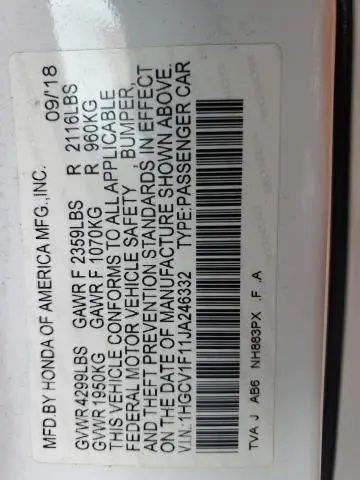 MFD.BY HONDA OF AMERICA MFG.,INC. 09/'18
GVWR 4299LBS GAWR F 2359LBS R 2116LBS
GVWR 1950KG GAWR F 1070KG R 960KG
THIS VEHICLE CONFORMS TO ALL APPLICABLE
FEDERAL MOTOR VEHICLE SAFETY , BUMPER,
AND THEFT PREVENTION STANDARDS IN EFFECT
ON THE DATE OF MANUFACTURE SHOWN ABOVE.
V.I.N.:1HGCV1F11JA246332 TYPE:PASSENGER CAR
TVA J AB6 NH883PX .F .A